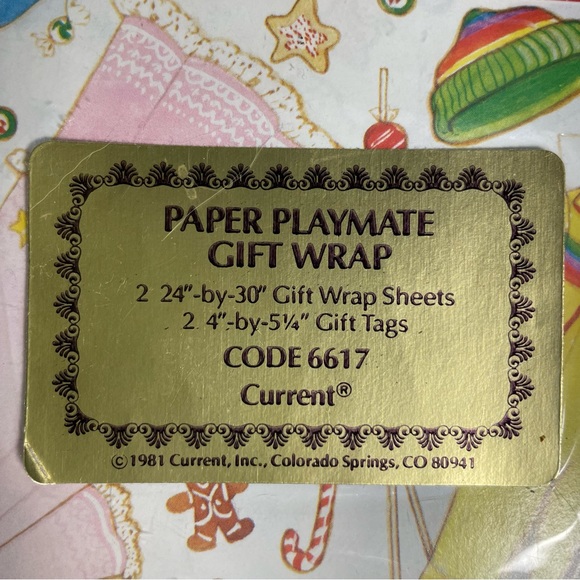 PAPER PLAYMATE
GIFT WRAP
2 24"-by-30" Gift Wrap Sheets
2 4"-by-5¼" Gift Tags
CODE 6617
Current®
© 1981 Current, Inc., Colorado Springs, CO 80941